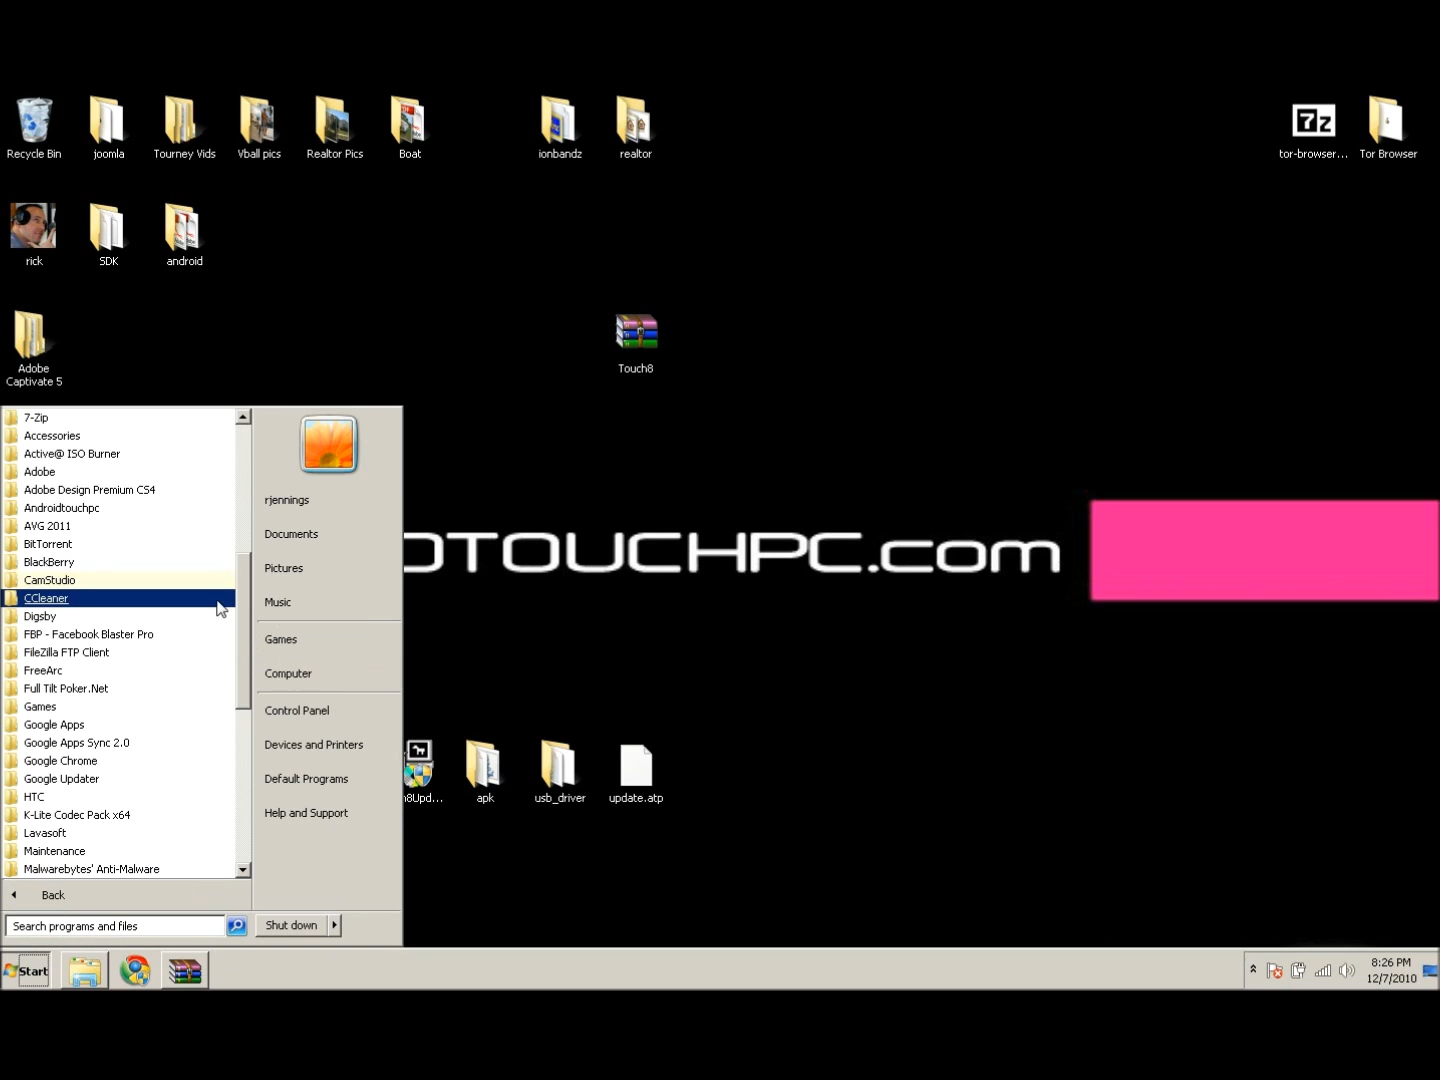 Recycle Bin
joomla
Tourney Vids
Vball pics
Realtor Pics
Boat
ionbandz
realtor
tor-browser...
Tor Browser
rick
SDK
android
Adobe
Captivate 5
Touch8
7-Zip
Accessories
Active@ ISO Burner
Adobe
Adobe Design Premium CS4
Androidtouchpc
AVG 2011
BitTorrent
BlackBerry
CamStudio
CCleaner
Digsby
FBP - Facebook Blaster Pro
FileZilla FTP Client
FreeArc
Full Tilt Poker.Net
Games
Google Apps
Google Apps Sync 2.0
Google Chrome
Google Updater
HTC
K-Lite Codec Pack x64
Lavasoft
Maintenance
Malwarebytes' Anti-Malware
Back
Search programs and files
rjennings
Documents
Pictures
Music
Games
Computer
Control Panel
Devices and Printers
Default Programs
Help and Support
Shut down
OTOUCHPC.com
7z
h8Upd...
apk
usb_driver
update.atp
Start
8:26 PM
12/7/2010